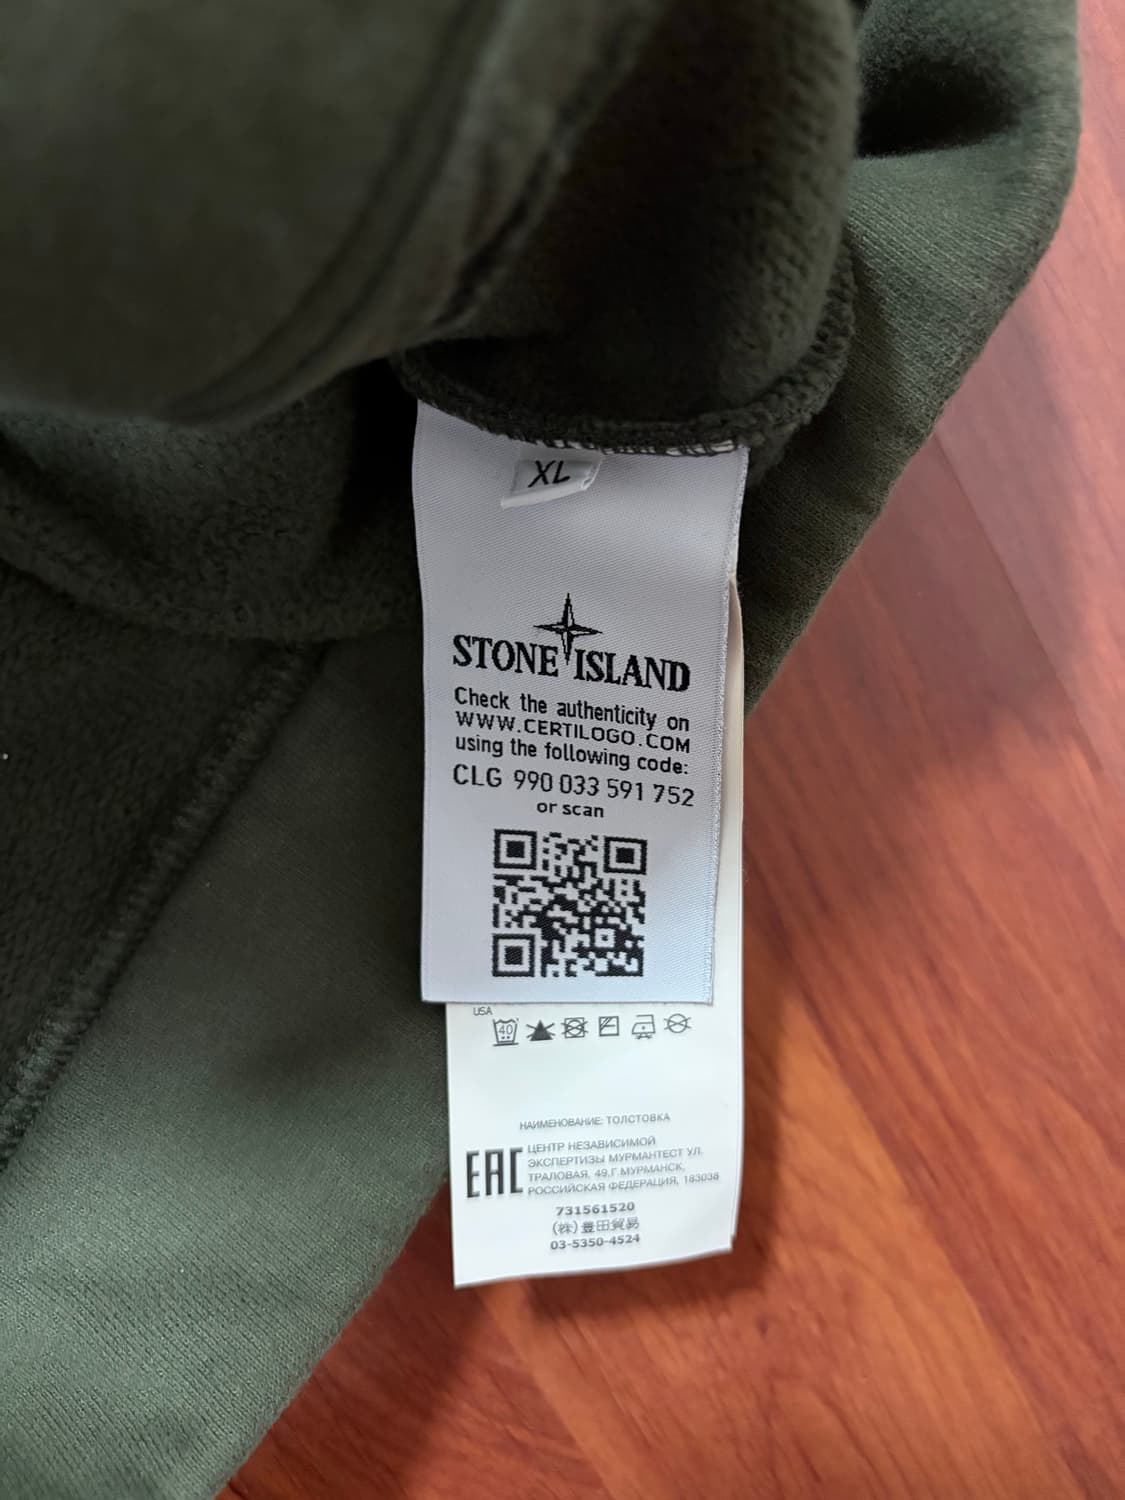 XL
STONE ISLAND
Check the authenticity on
WWW.CERTILOGO.COM
using the following code:
CLG 990 033 591 752
or scan
USA
40
НАИМЕНОВАНИЕ: ТОЛСТОВКА
EAC
ЦЕНТР НЕЗАВИСИМОЙ
ЭКСПЕРТИЗЫ МУРМАНТЕСТ УЛ.
ТРАЛОВАЯ, 49,Г.МУРМАНСК,
РОССИЙСКАЯ ФЕДЕРАЦИЯ, 183038
731561520
(株)豊田貿易
03-5350-4524